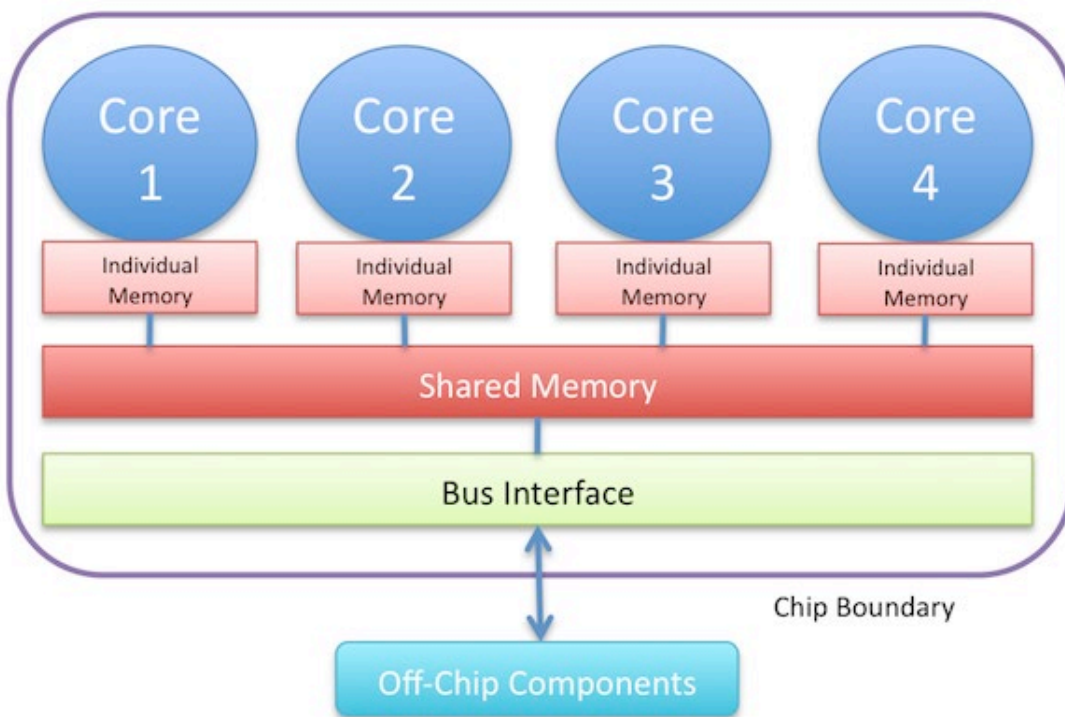 Core
1
Core
2
Core
3
Core
4
Individual
Memory
Individual
Memory
Individual
Memory
Individual
Memory
Shared Memory
Bus Interface
Chip Boundary
Off-Chip Components